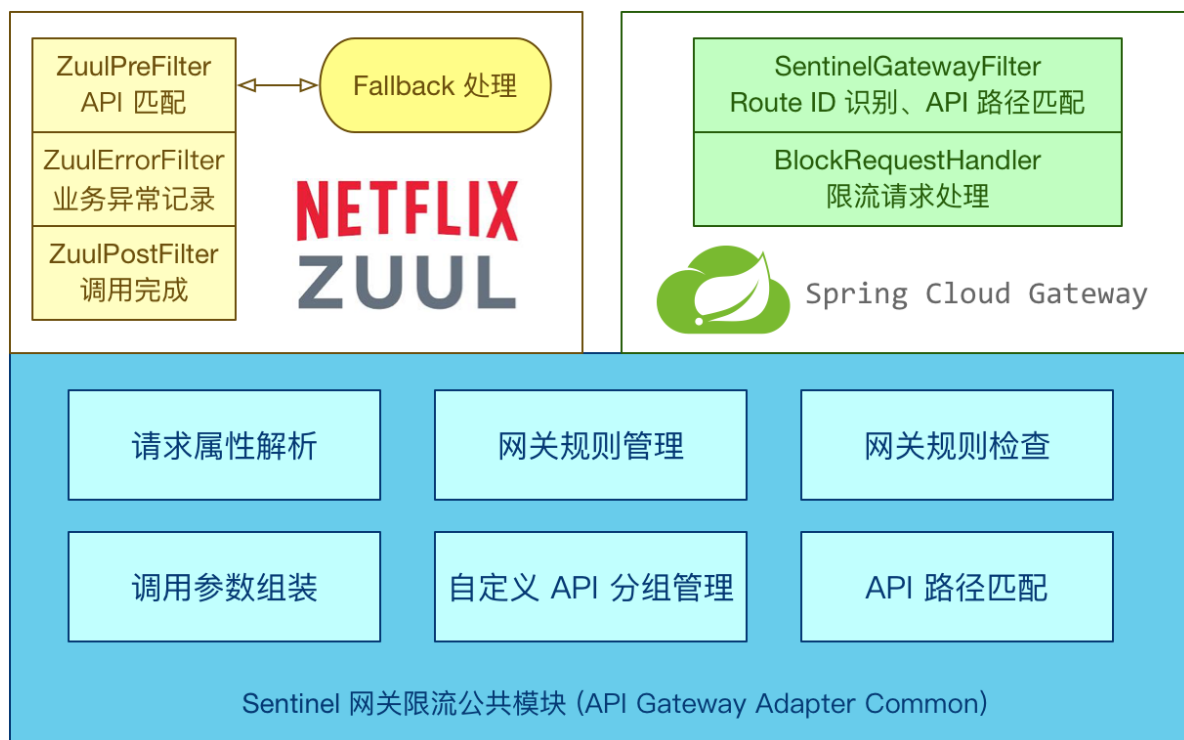 ZuulPreFilter
API 匹配
Fallback 处理
ZuulErrorFilter
业务异常记录
ZuulPostFilter
调用完成
NETFLIX
ZUUL
SentinelGatewayFilter
Route ID 识别、API 路径匹配
BlockRequestHandler
限流请求处理
Spring Cloud Gateway
请求属性解析
网关规则管理
网关规则检查
调用参数组装
自定义 API 分组管理
API 路径匹配
Sentinel 网关限流公共模块 (API Gateway Adapter Common)